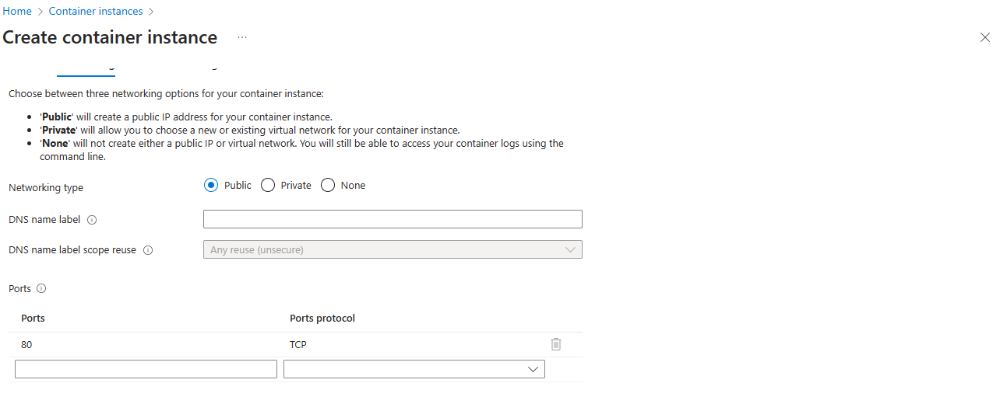 Home > Container instances >
Create container instance ...
Choose between three networking options for your container instance:
• 'Public' will create a public IP address for your container instance.
• 'Private' will allow you to choose a new or existing virtual network for your container instance.
• 'None' will not create either a public IP or virtual network. You will still be able to access your container logs using the
command line.
Networking type Public Private None
DNS name label
DNS name label scope reuse Any reuse (unsecure)
Ports
Ports Ports protocol
80 TCP